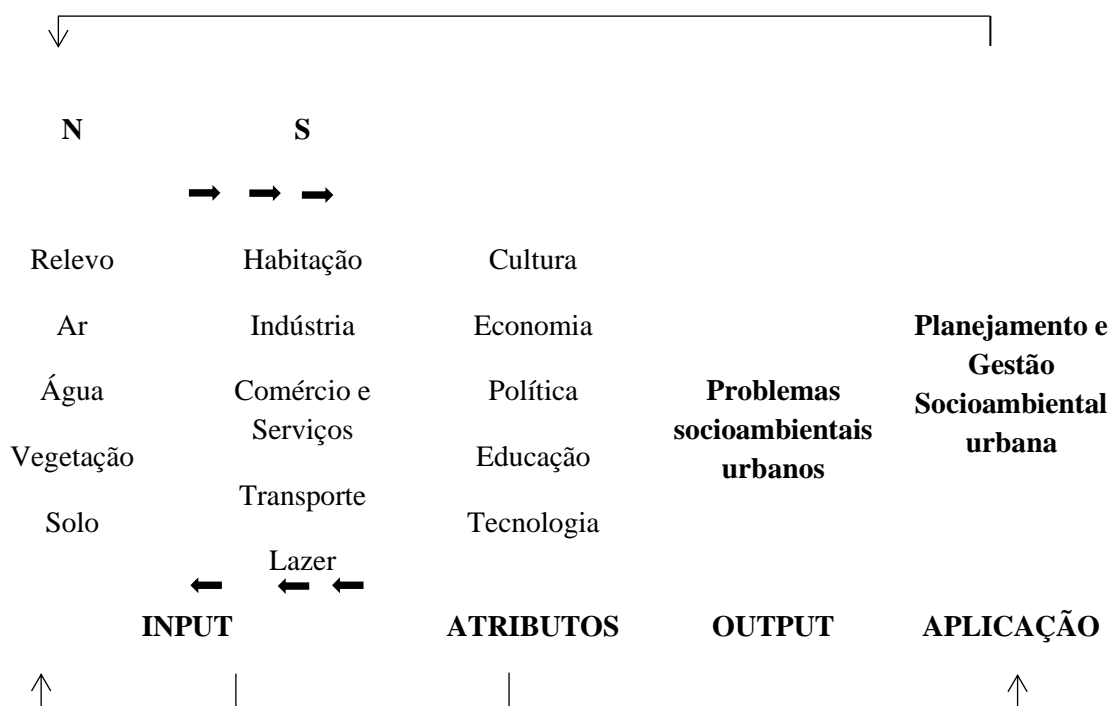 N S
Relevo Habitação Cultura
Ar Indústria Economia Planejamento e
Gestão
Água Comércio e Política Problemas Socioambiental
Serviços socioambientais urbana
Vegetação Educação urbanos
Transporte
Solo Tecnologia
Lazer
INPUT ATRIBUTOS OUTPUT APLICAÇÃO